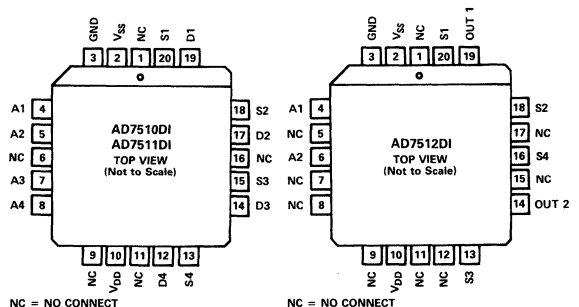 GND VSS NC S1 D1
3 2 1 20 19
A1 4
A2 5
NC 6
A3 7
A4 8
AD7510DI
AD7511DI
TOP VIEW
(Not to Scale)
18 S2
17 D2
16 NC
15 S3
14 D3
9 10 11 12 13
NC VDD NC D4 S4
NC = NO CONNECT
GND VSS NC S1 OUT 1
3 2 1 20 19
A1 4
NC 5
A2 6
NC 7
NC 8
AD7512DI
TOP VIEW
(Not to Scale)
18 S2
17 NC
16 S4
15 NC
14 OUT 2
9 10 11 12 13
NC VDD NC NC S3
NC = NO CONNECT